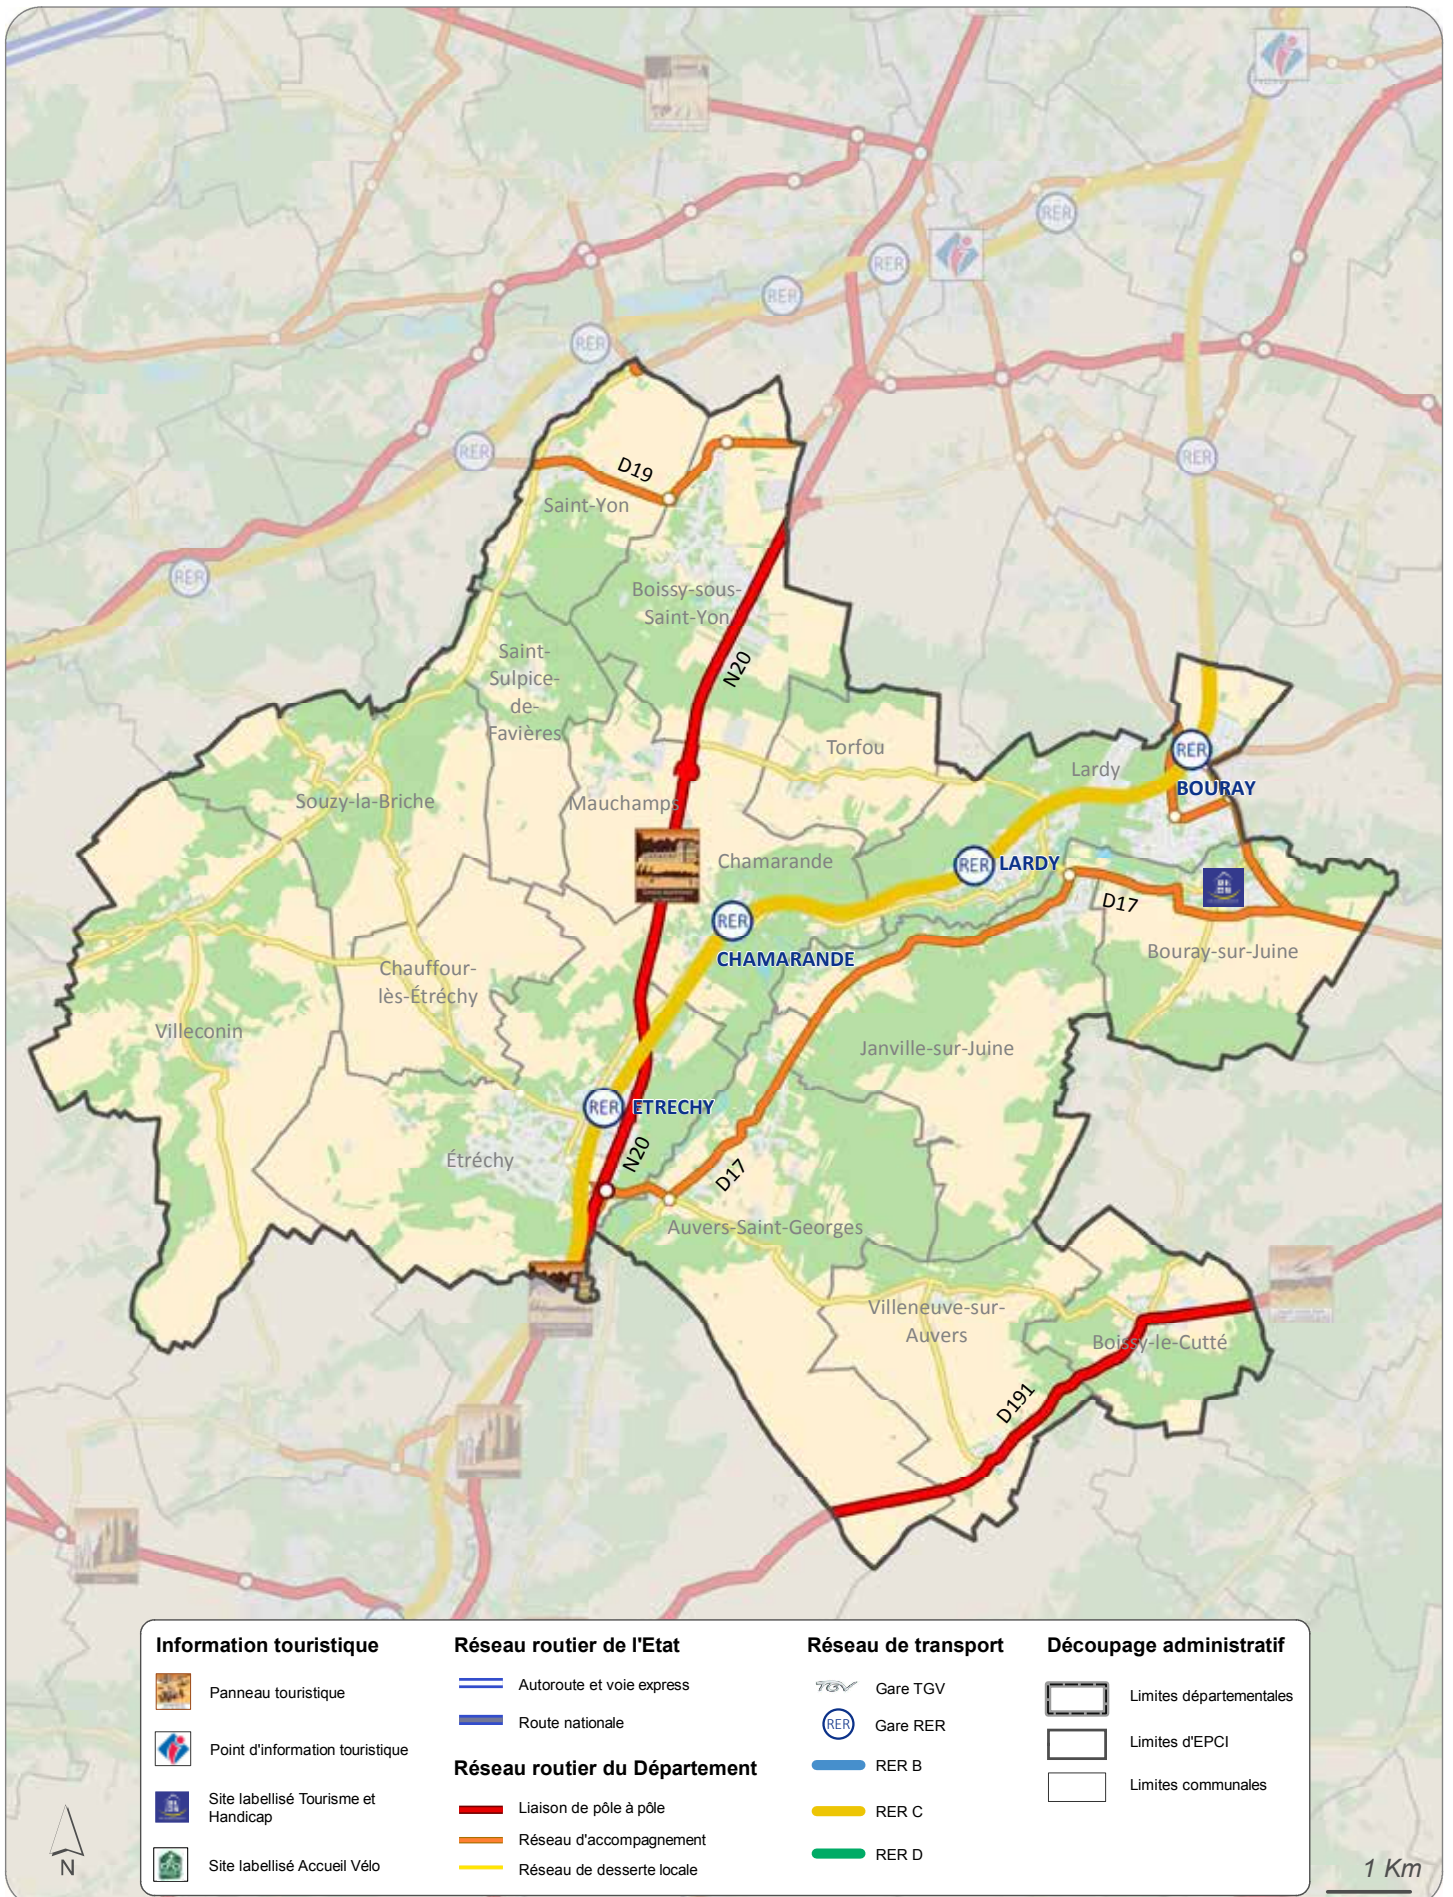 RER
RER
RER
RER
RER
RER
RER
RER
D19
Saint-Yon
Boissy-sous-
Saint-Yon
N20
Saint-
Sulpice-
de-
Favières
Torfou
Lardy
RER
BOURAY
Souzy-la-Briche
Mauchamps
Chamarande
RER LARDY
D17
RER
CHAMARANDE
Bouray-sur-Juine
Chauffour-
lès-Étréchy
Villeconin
Janville-sur-Juine
RER ETRECHY
Étréchy
N20
D17
Auvers-Saint-Georges
Villeneuve-sur-
Auvers
Boissy-le-Cutté
D191
Information touristique
Panneau touristique
Point d'information touristique
Site labellisé Tourisme et
Handicap
Site labellisé Accueil Vélo
Réseau routier de l'Etat
Autoroute et voie express
Route nationale
Réseau routier du Département
Liaison de pôle à pôle
Réseau d'accompagnement
Réseau de desserte locale
Réseau de transport
TGV Gare TGV
RER Gare RER
RER B
RER C
RER D
Découpage administratif
Limites départementales
Limites d'EPCI
Limites communales
N
1 Km